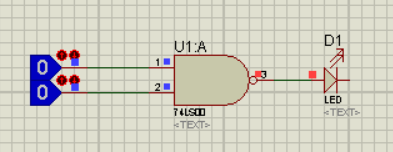 U1:A
D1
0
1
3
0
2
74LS00
LED
<TEXT>
<TEXT>